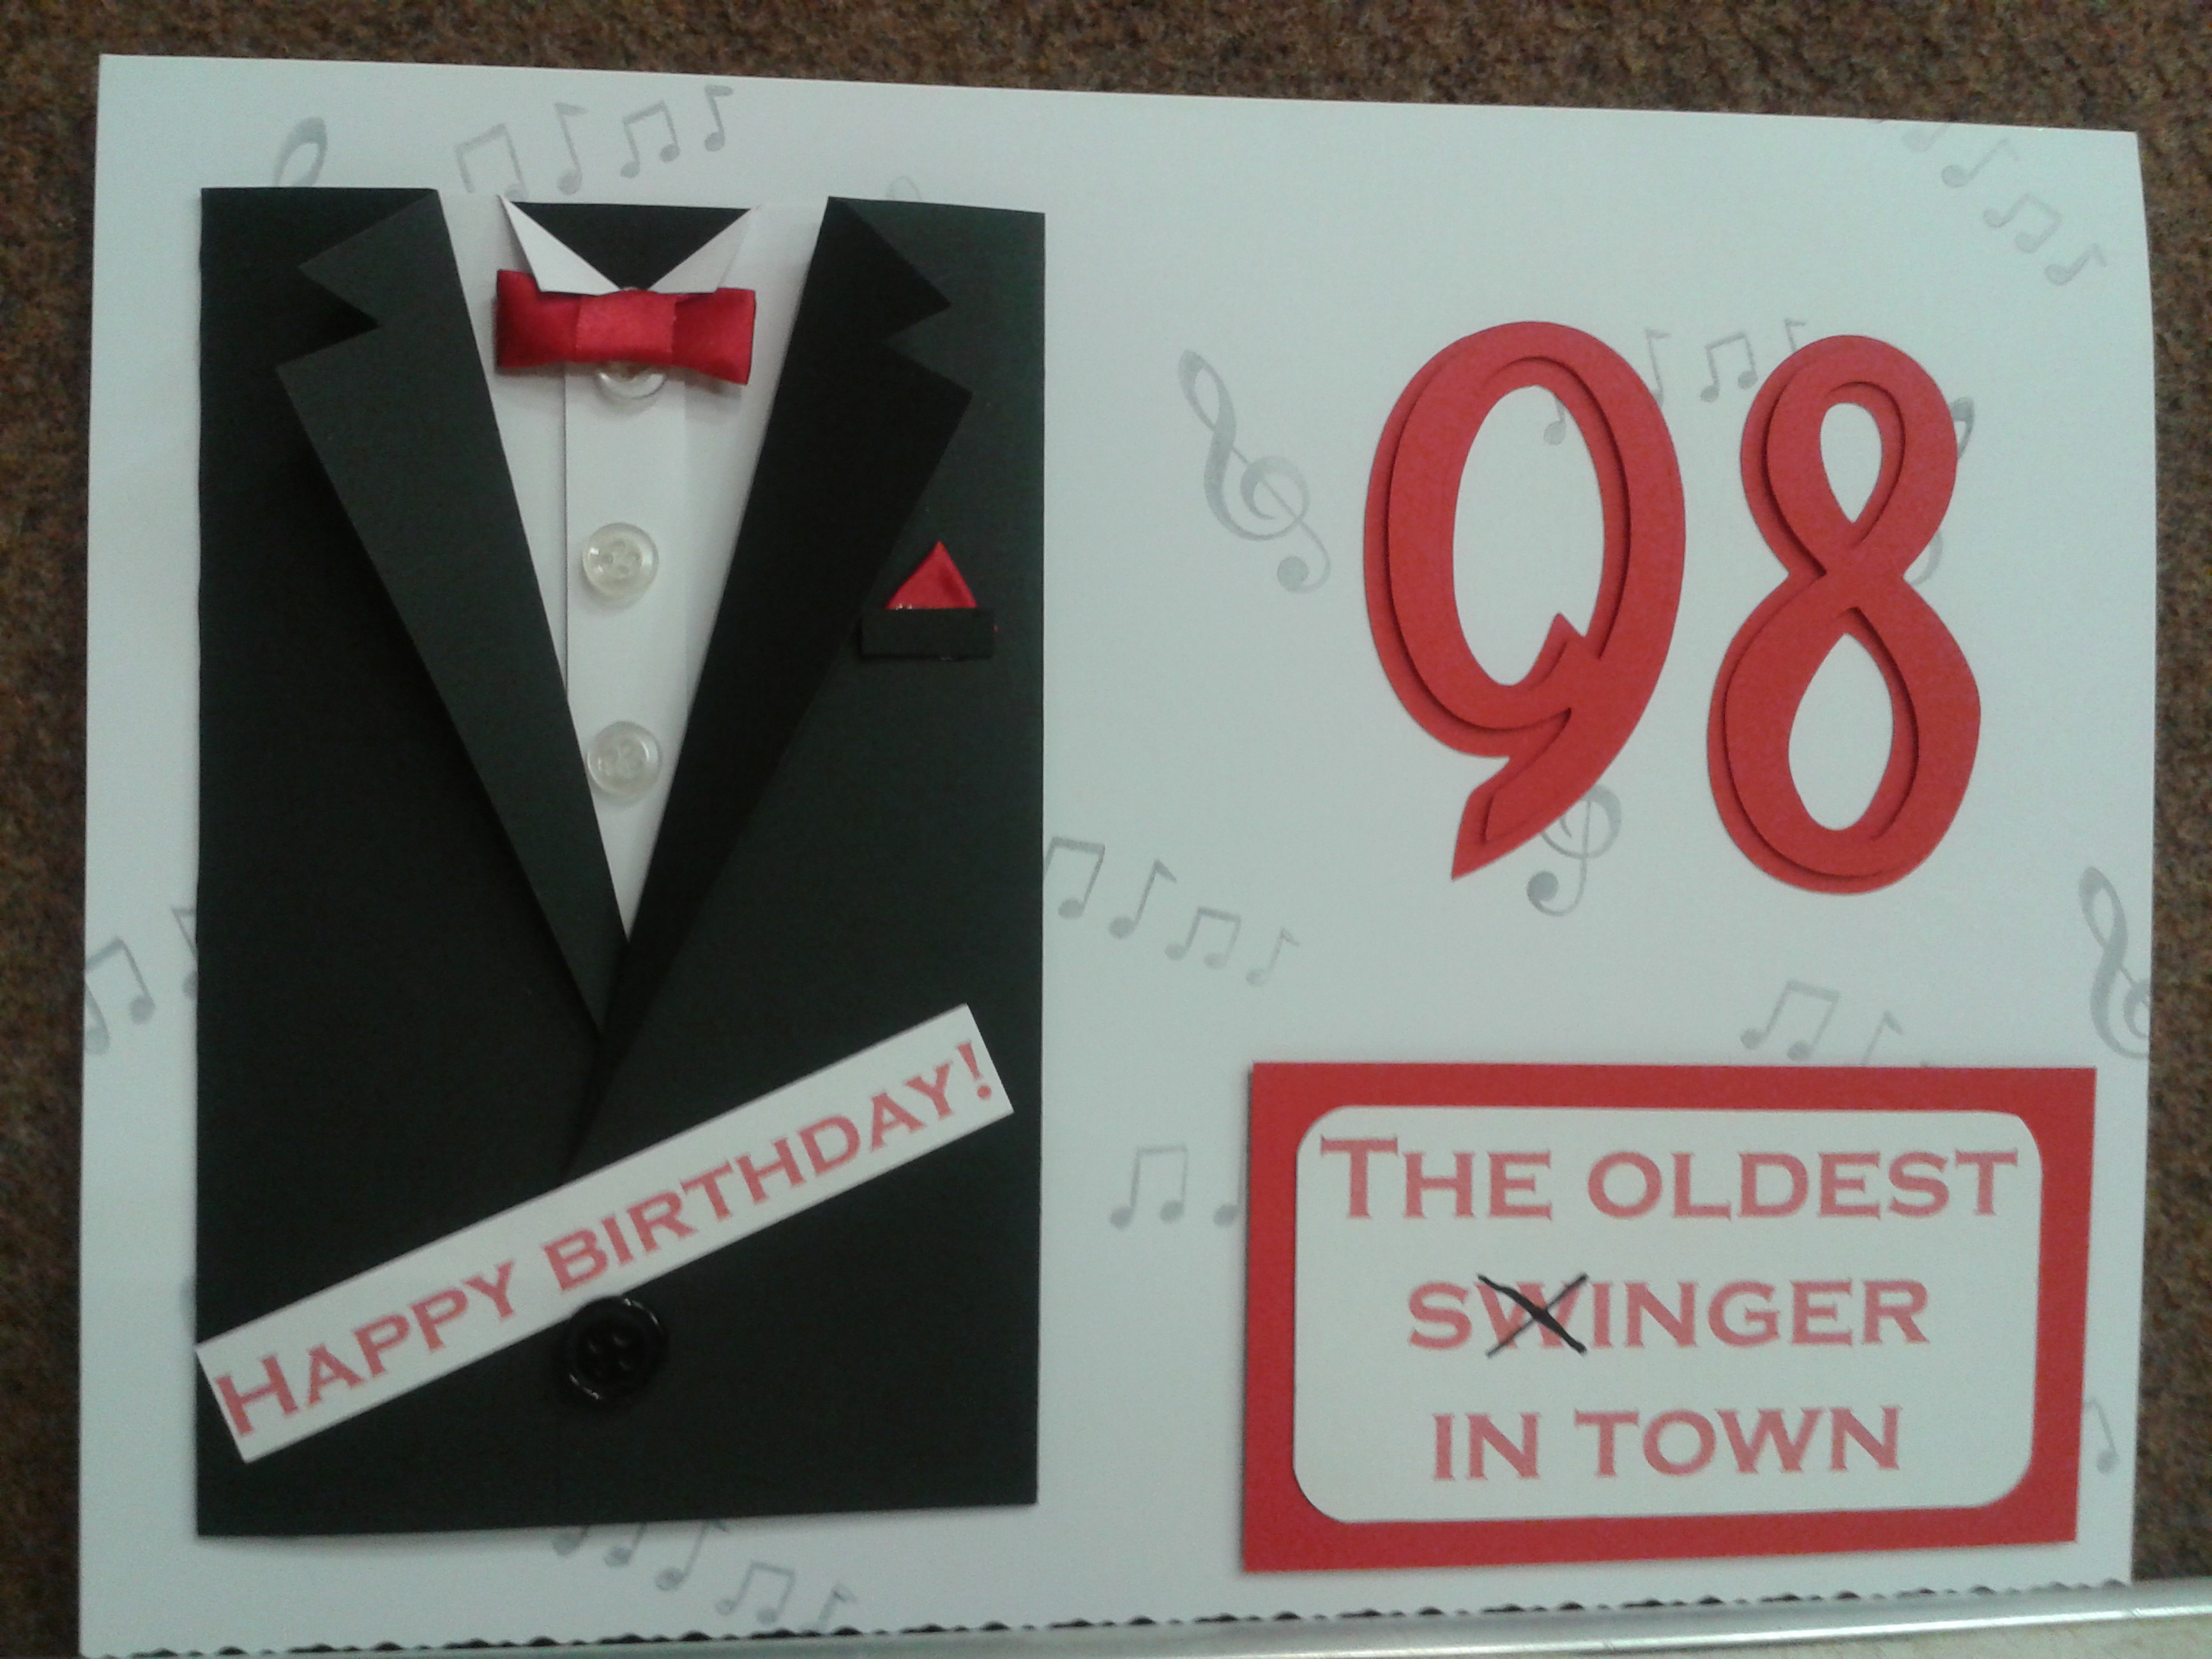 98
HAPPY BIRTHDAY!
THE OLDEST
SWINGER
IN TOWN